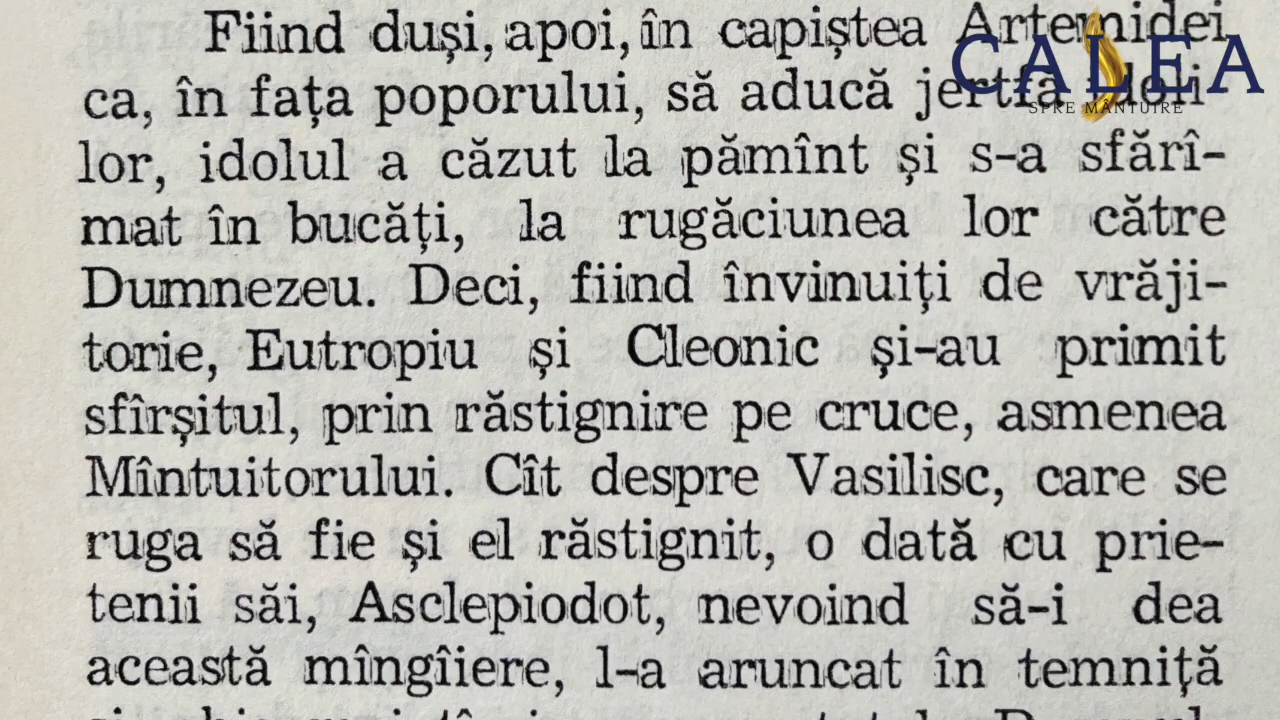 Fiind duși, apoi, în capiștea Artemidei
ca, în fața poporului, să aducă jertfă idoli-
lor, idolul a căzut la pămînt și s-a sfărî-
mat în bucăți, la rugăciunea lor către
Dumnezeu. Deci, fiind învinuiți de vrăji-
torie, Eutropiu și Cleonic și-au primit
sfîrșitul, prin răstignire pe cruce, asmenea
Mîntuitorului. Cît despre Vasilisc, care se
ruga să fie și el răstignit, o dată cu prie-
tenii săi, Asclepiodot, nevoind să-i dea
această mîngîiere, l-a aruncat în temniță
CALEA
SPRE MÂNTUIRE